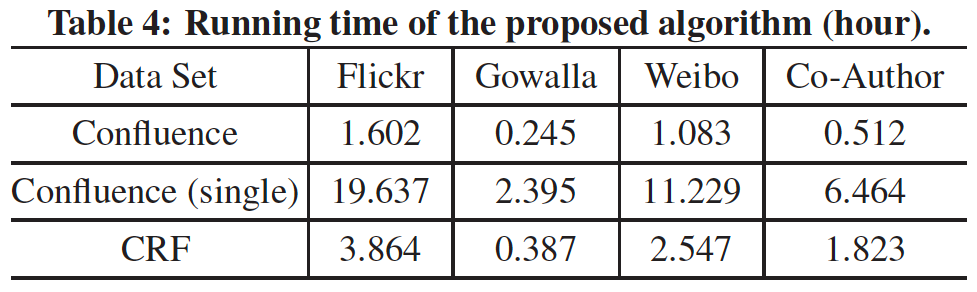 Table 4: Running time of the proposed algorithm (hour).
Data Set Flickr Gowalla Weibo Co-Author
Confluence 1.602 0.245 1.083 0.512
Confluence (single) 19.637 2.395 11.229 6.464
CRF 3.864 0.387 2.547 1.823